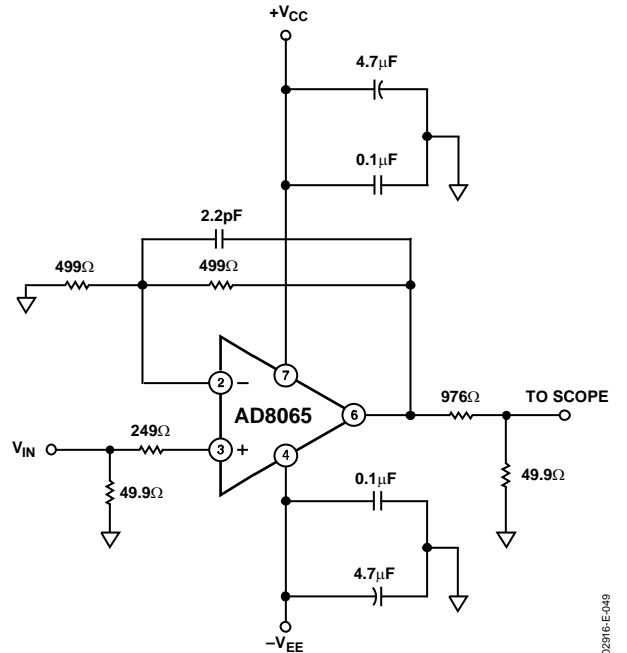 +VCC
4.7μF
0.1μF
2.2pF
499Ω
499Ω
7
2
–
AD8065
6
976Ω
TO SCOPE
VIN
249Ω
3
+
4
49.9Ω
49.9Ω
0.1μF
4.7μF
–VEE
02916-E-049